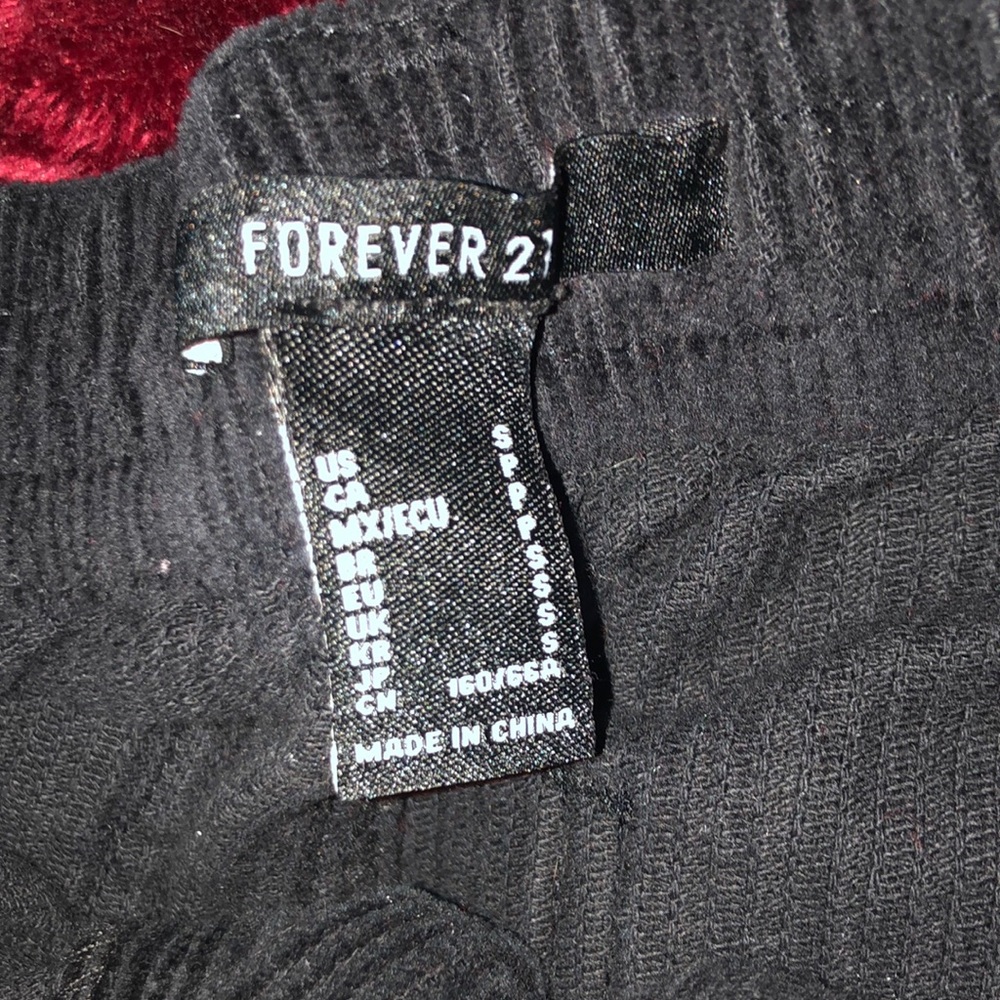 FOREVER 21
US S
CA P
MX/ECU P
BR P
EU S
UK S
KR S
JP S
CN 160/66A
MADE IN CHINA